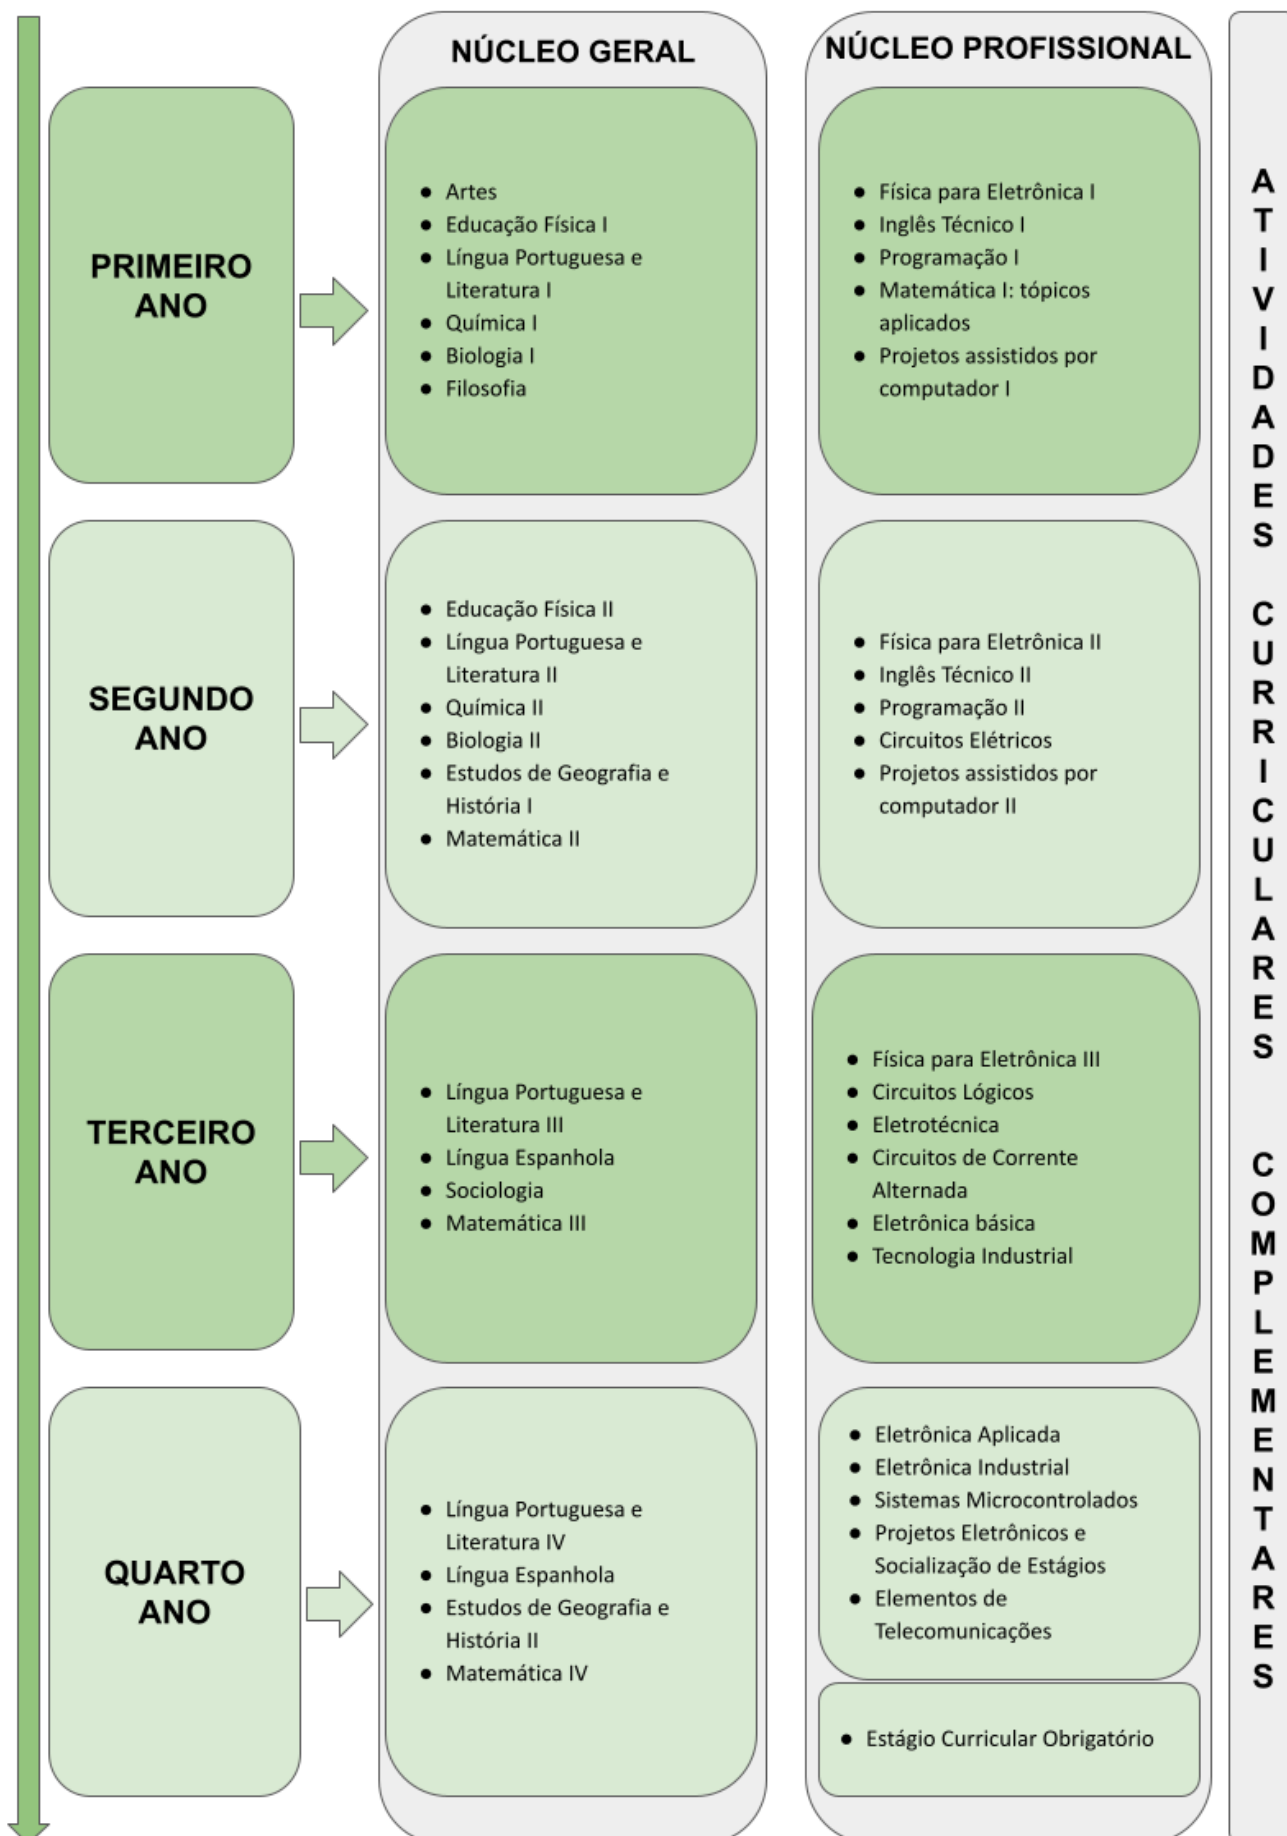 NÚCLEO GERAL
NÚCLEO PROFISSIONAL
PRIMEIRO
ANO
● Artes
● Educação Física I
● Língua Portuguesa e
Literatura I
● Química I
● Biologia I
● Filosofia
● Física para Eletrônica I
● Inglês Técnico I
● Programação I
● Matemática I: tópicos
aplicados
● Projetos assistidos por
computador I
SEGUNDO
ANO
● Educação Física II
● Língua Portuguesa e
Literatura II
● Química II
● Biologia II
● Estudos de Geografia e
História I
● Matemática II
● Física para Eletrônica II
● Inglês Técnico II
● Programação II
● Circuitos Elétricos
● Projetos assistidos por
computador II
TERCEIRO
ANO
● Língua Portuguesa e
Literatura III
● Língua Espanhola
● Sociologia
● Matemática III
● Física para Eletrônica III
● Circuitos Lógicos
● Eletrotécnica
● Circuitos de Corrente
Alternada
● Eletrônica básica
● Tecnologia Industrial
QUARTO
ANO
● Língua Portuguesa e
Literatura IV
● Língua Espanhola
● Estudos de Geografia e
História II
● Matemática IV
● Eletrônica Aplicada
● Eletrônica Industrial
● Sistemas Microcontrolados
● Projetos Eletrônicos e
Socialização de Estágios
● Elementos de
Telecomunicações
● Estágio Curricular Obrigatório
ATIVIDADES CURRICULARES COMPLEMENTARES